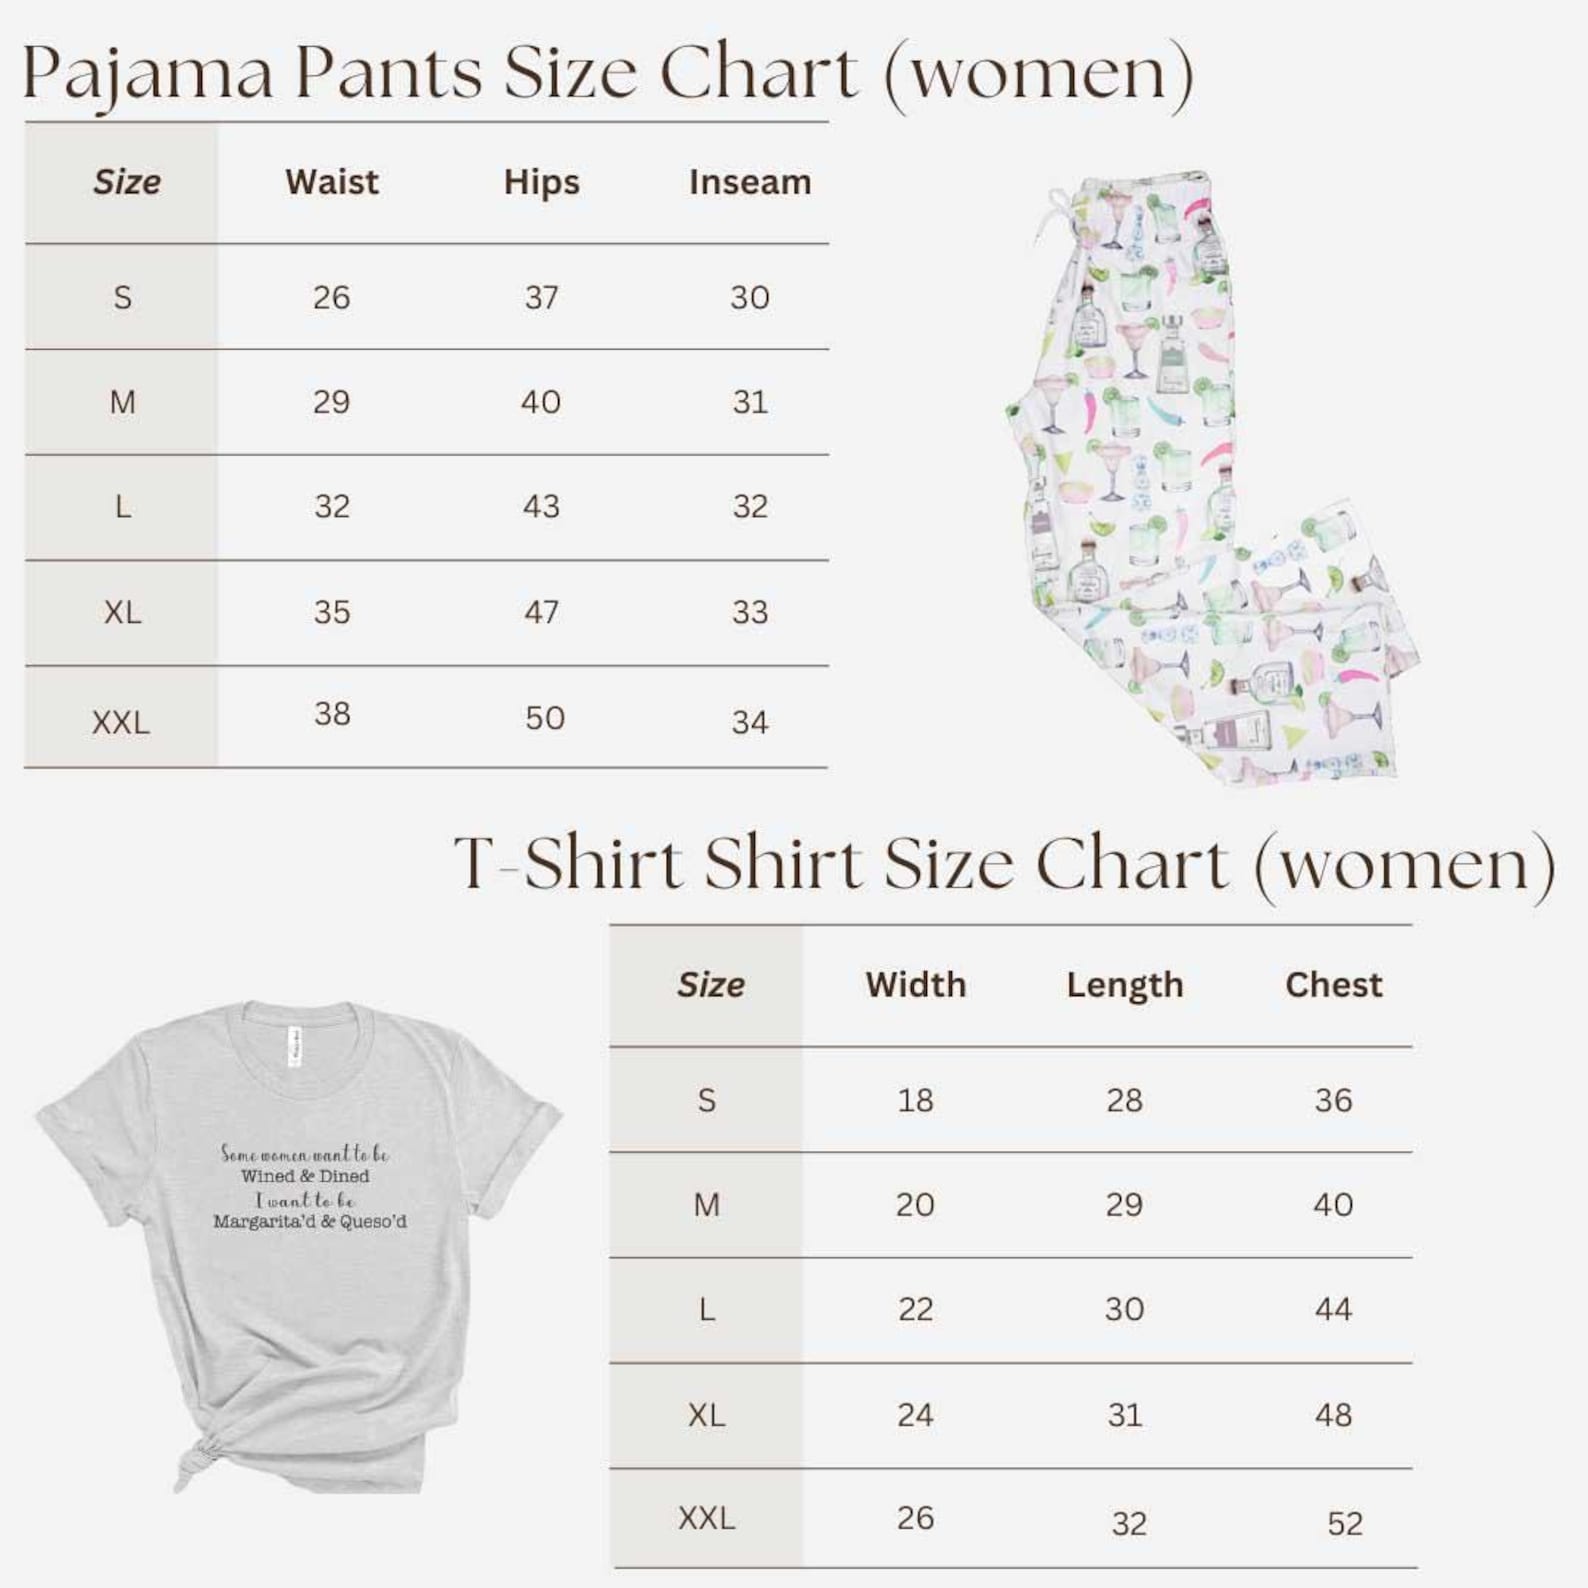 Pajama Pants Size Chart (women)
Size Waist Hips Inseam
S 26 37 30
M 29 40 31
L 32 43 32
XL 35 47 33
XXL 38 50 34
T-Shirt Shirt Size Chart (women)
Size Width Length Chest
S 18 28 36
M 20 29 40
L 22 30 44
XL 24 31 48
XXL 26 32 52
Some women want to be
Wined & Dined
I want to be
Margarita'd & Queso'd